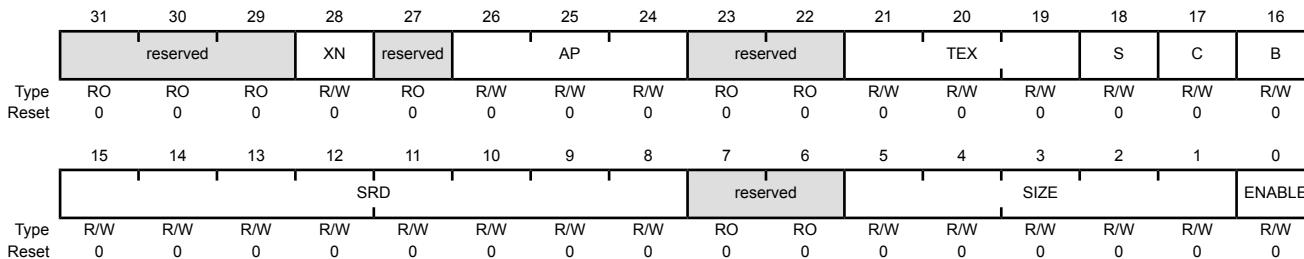 31 30 29 28 27 26 25 24 23 22 21 20 19 18 17 16
reserved XN reserved AP reserved TEX S C B
Type RO RO RO R/W RO R/W R/W R/W RO RO R/W R/W R/W R/W R/W R/W
Reset 0 0 0 0 0 0 0 0 0 0 0 0 0 0 0 0
15 14 13 12 11 10 9 8 7 6 5 4 3 2 1 0
SRD reserved SIZE ENABLE
Type R/W R/W R/W R/W R/W R/W R/W R/W RO RO R/W R/W R/W R/W R/W R/W
Reset 0 0 0 0 0 0 0 0 0 0 0 0 0 0 0 0